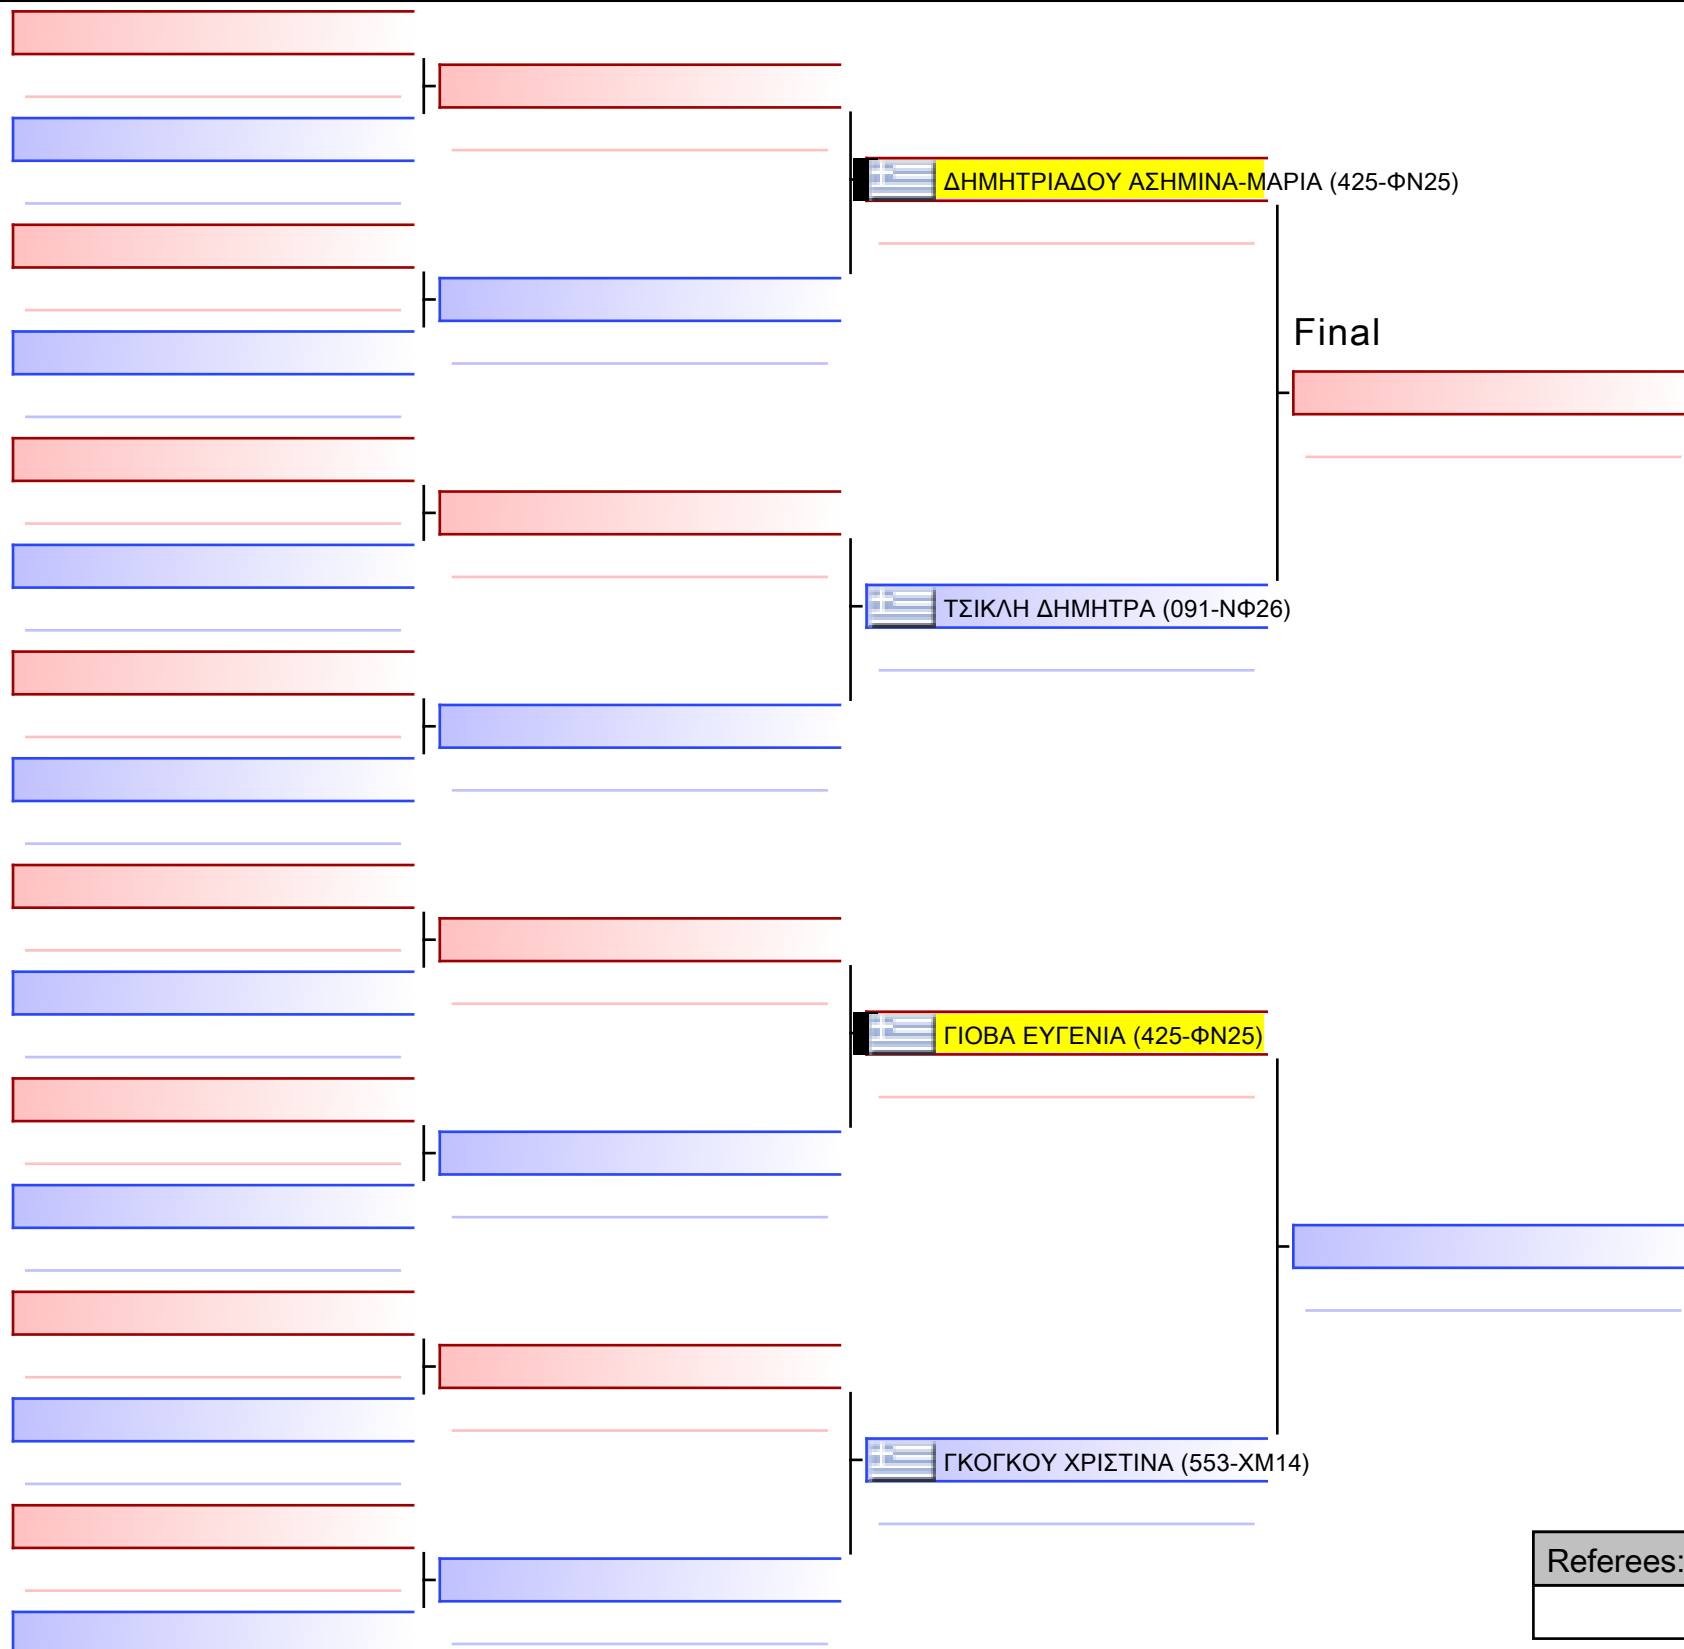 ΔΗΜΗΤΡΙΑΔΟΥ ΑΣΗΜΙΝΑ-ΜΑΡΙΑ (425-ΦΝ25)
Final
ΤΣΙΚΛΗ ΔΗΜΗΤΡΑ (091-ΝΦ26)
ΓΙΟΒΑ ΕΥΓΕΝΙΑ (425-ΦΝ25)
ΓΚΟΓΚΟΥ ΧΡΙΣΤΙΝΑ (553-ΧΜ14)
Referees: